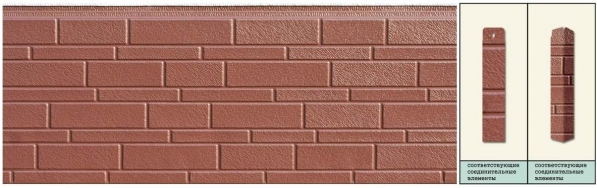 соответствующие
соединительные
элементы
соответствующие
соединительные
элементы